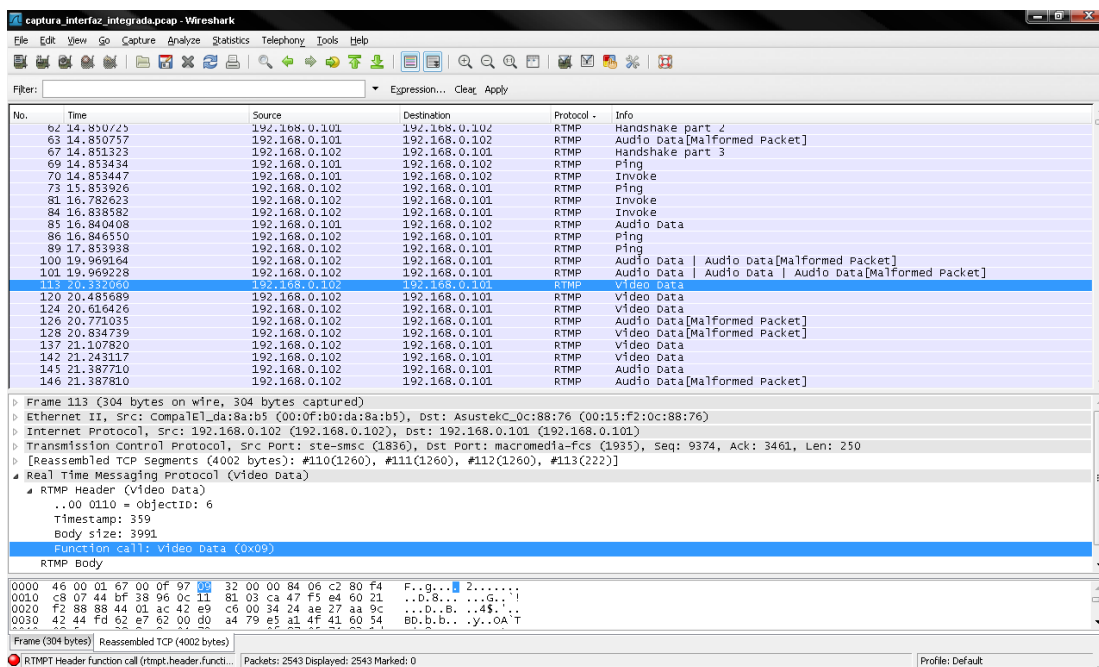 captura_interfaz_integrada.pcap - Wireshark
File Edit View Go Capture Analyze Statistics Telephony Tools Help
Filter: Expression... Clear Apply
No. Time Source Destination Protocol - Info
62 14.850725 192.168.0.101 192.168.0.102 RTMP Handshake part 2
63 14.850757 192.168.0.101 192.168.0.102 RTMP Audio Data[Malformed Packet]
67 14.851323 192.168.0.102 192.168.0.101 RTMP Handshake part 3
69 14.853434 192.168.0.101 192.168.0.102 RTMP Ping
70 14.853447 192.168.0.102 192.168.0.101 RTMP Invoke
73 15.853926 192.168.0.102 192.168.0.101 RTMP Ping
81 16.782623 192.168.0.102 192.168.0.101 RTMP Invoke
84 16.838582 192.168.0.101 192.168.0.102 RTMP Invoke
85 16.840408 192.168.0.101 192.168.0.102 RTMP Audio Data
86 16.846550 192.168.0.102 192.168.0.101 RTMP Ping
89 17.853938 192.168.0.102 192.168.0.101 RTMP Ping
100 19.969164 192.168.0.102 192.168.0.101 RTMP Audio Data | Audio Data[Malformed Packet]
101 19.969228 192.168.0.102 192.168.0.101 RTMP Audio Data | Audio Data | Audio Data[Malformed Packet]
113 20.332060 192.168.0.102 192.168.0.101 RTMP Video Data
120 20.485689 192.168.0.102 192.168.0.101 RTMP Video Data
124 20.616426 192.168.0.102 192.168.0.101 RTMP Video Data
126 20.771035 192.168.0.102 192.168.0.101 RTMP Audio Data[Malformed Packet]
128 20.834739 192.168.0.102 192.168.0.101 RTMP Video Data[Malformed Packet]
137 21.107820 192.168.0.102 192.168.0.101 RTMP Video Data
142 21.243117 192.168.0.102 192.168.0.101 RTMP Video Data
145 21.387710 192.168.0.102 192.168.0.101 RTMP Audio Data
146 21.387810 192.168.0.102 192.168.0.101 RTMP Audio Data[Malformed Packet]
Frame 113 (304 bytes on wire, 304 bytes captured)
Ethernet II, Src: CompalEl_da:8a:b5 (00:0f:b0:da:8a:b5), Dst: AsustekC_0c:88:76 (00:15:f2:0c:88:76)
Internet Protocol, Src: 192.168.0.102 (192.168.0.102), Dst: 192.168.0.101 (192.168.0.101)
Transmission Control Protocol, Src Port: ste-smsc (1836), Dst Port: macromedia-fcs (1935), Seq: 9374, Ack: 3461, Len: 250
[Reassembled TCP Segments (4002 bytes): #110(1260), #111(1260), #112(1260), #113(222)]
Real Time Messaging Protocol (Video Data)
RTMP Header (Video Data)
..00 0110 = ObjectID: 6
Timestamp: 359
Body size: 3991
Function call: Video Data (0x09)
RTMP Body
0000 46 00 01 67 00 0f 97 09 32 00 00 84 06 c2 80 f4 F..g.... 2.......
0010 c8 07 44 bf 38 96 0c 11 81 03 ca 47 f5 e4 60 21 ..D.8... ...G..`!
0020 f2 88 88 44 01 ac 42 e9 c6 00 34 24 ae 27 aa 9c ...D..B. ..4$.'..
0030 42 44 fd 62 e7 62 00 d0 a4 79 e5 a1 4f 41 60 54 BD.b.b.. .y..OA`T
Frame (304 bytes) Reassembled TCP (4002 bytes)
RTMPT Header function call (rtmpt.header.functi... Packets: 2543 Displayed: 2543 Marked: 0 Profile: Default